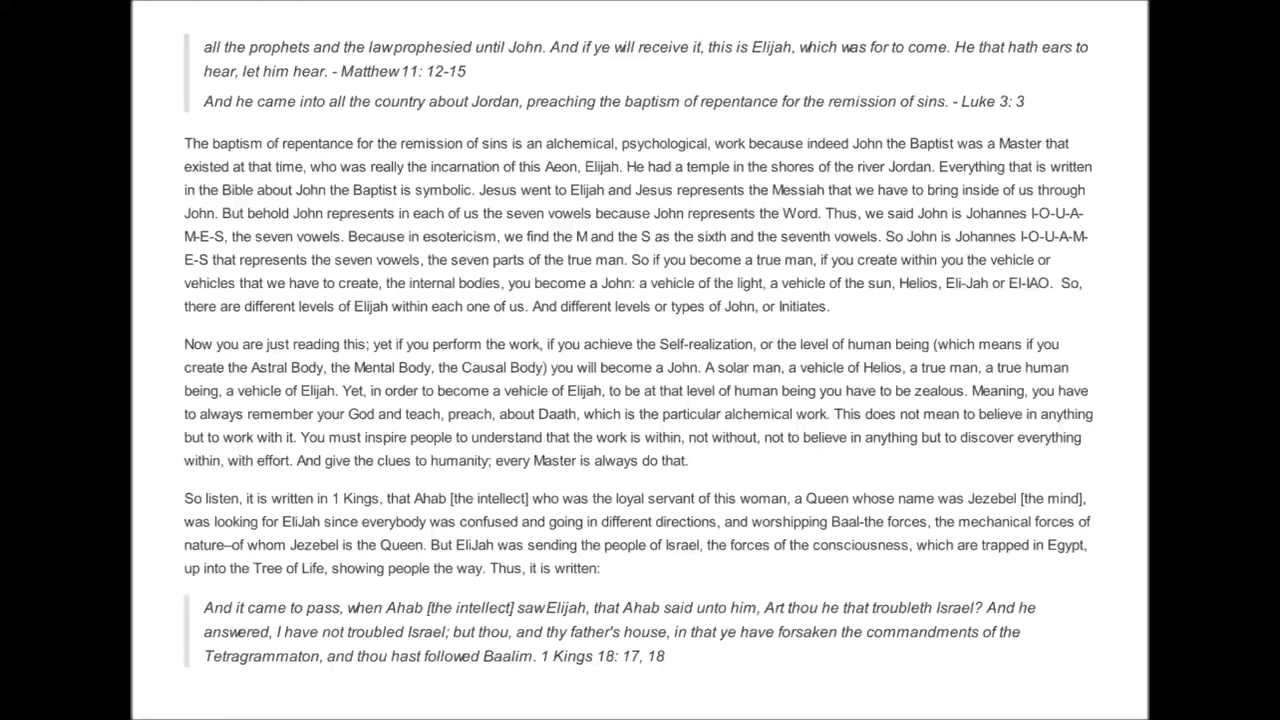 all the prophets and the law prophesied until John. And if ye will receive it, this is Elijah, which was for to come. He that hath ears to
hear, let him hear. - Matthew 11: 12-15
And he came into all the country about Jordan, preaching the baptism of repentance for the remission of sins. - Luke 3: 3
The baptism of repentance for the remission of sins is an alchemical, psychological, work because indeed John the Baptist was a Master that
existed at that time, who was really the incarnation of this Aeon, Elijah. He had a temple in the shores of the river Jordan. Everything that is written
in the Bible about John the Baptist is symbolic. Jesus went to Elijah and Jesus represents the Messiah that we have to bring inside of us through
John. But behold John represents in each of us the seven vowels because John represents the Word. Thus, we said John is Johannes I-O-U-A-
M-E-S, the seven vowels. Because in esotericism, we find the M and the S as the sixth and the seventh vowels. So John is Johannes I-O-U-A-M-
E-S that represents the seven vowels, the seven parts of the true man. So if you become a true man, if you create within you the vehicle or
vehicles that we have to create, the internal bodies, you become a John: a vehicle of the light, a vehicle of the sun, Helios, Eli-Jah or El-IAO. So,
there are different levels of Elijah within each one of us. And different levels or types of John, or Initiates.
Now you are just reading this; yet if you perform the work, if you achieve the Self-realization, or the level of human being (which means if you
create the Astral Body, the Mental Body, the Causal Body) you will become a John. A solar man, a vehicle of Helios, a true man, a true human
being, a vehicle of Elijah. Yet, in order to become a vehicle of Elijah, to be at that level of human being you have to be zealous. Meaning, you have
to always remember your God and teach, preach, about Daath, which is the particular alchemical work. This does not mean to believe in anything
but to work with it. You must inspire people to understand that the work is within, not without, not to believe in anything but to discover everything
within, with effort. And give the clues to humanity; every Master is always do that.
So listen, it is written in 1 Kings, that Ahab [the intellect] who was the loyal servant of this woman, a Queen whose name was Jezebel [the mind],
was looking for EliJah since everybody was confused and going in different directions, and worshipping Baal-the forces, the mechanical forces of
nature–of whom Jezebel is the Queen. But EliJah was sending the people of Israel, the forces of the consciousness, which are trapped in Egypt,
up into the Tree of Life, showing people the way. Thus, it is written:
And it came to pass, when Ahab [the intellect] saw Elijah, that Ahab said unto him, Art thou he that troubleth Israel? And he
answered, I have not troubled Israel; but thou, and thy father's house, in that ye have forsaken the commandments of the
Tetragrammaton, and thou hast followed Baalim. 1 Kings 18: 17, 18